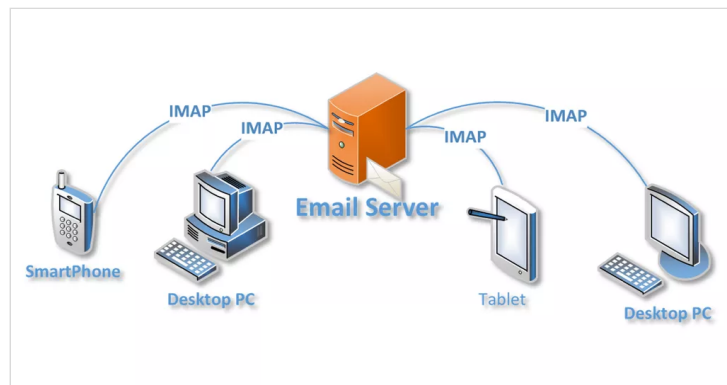 IMAP
IMAP
IMAP
IMAP
Email Server
SmartPhone
Desktop PC
Tablet
Desktop PC